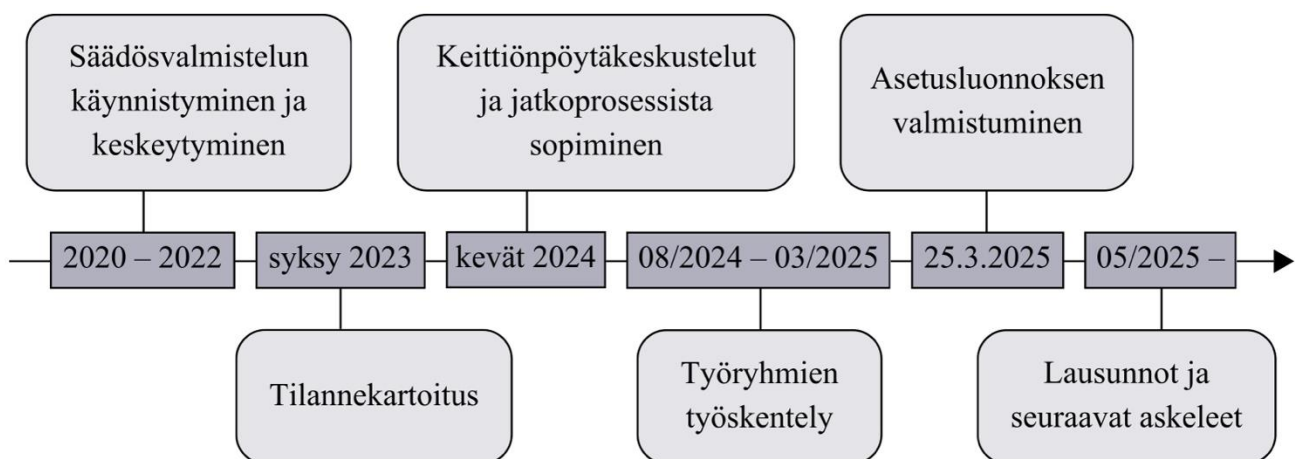 Säädösvalmistelun
käynnistyminen ja
keskeytyminen
Keittiönpöytäkeskustelut
ja jatkoprosessista
sopiminen
Asetusluonnoksen
valmistuminen
2020 – 2022
syksy 2023
kevät 2024
08/2024 – 03/2025
25.3.2025
05/2025 –
Tilannekartoitus
Työryhmien
työskentely
Lausunnot ja
seuraavat askeleet